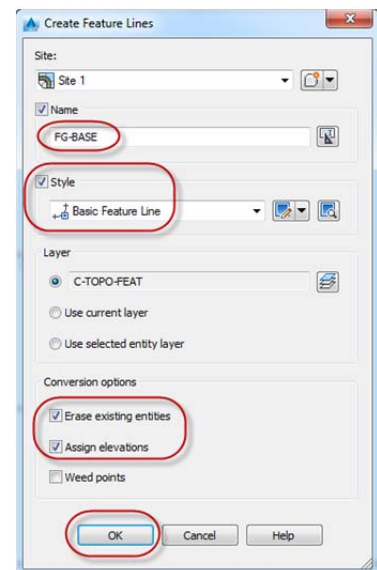 Create Feature Lines
Site:
Site 1
Name
FG-BASE
Style
Basic Feature Line
Layer
C-TOPO-FEAT
Use current layer
Use selected entity layer
Conversion options
Erase existing entities
Assign elevations
Weed points
OK Cancel Help